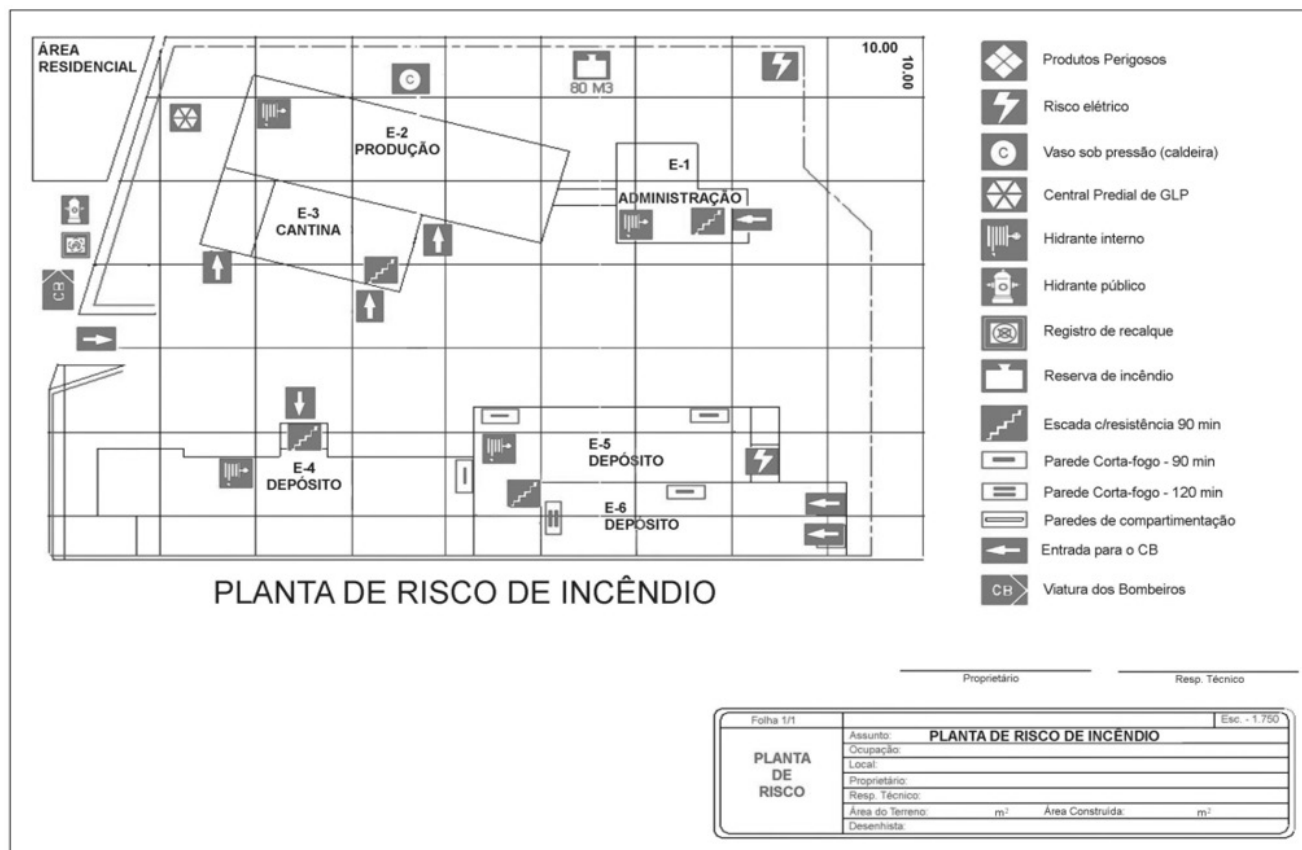 ÁREA
RESIDENCIAL
10.00
10.00
C
80 M3
E-2
PRODUÇÃO
E-1
ADMINISTRAÇÃO
E-3
CANTINA
CB
E-4
DEPÓSITO
E-5
DEPÓSITO
E-6
DEPÓSITO
PLANTA DE RISCO DE INCÊNDIO
Produtos Perigosos
Risco elétrico
C
Vaso sob pressão (caldeira)
Central Predial de GLP
Hidrante interno
Hidrante público
Registro de recalque
Reserva de incêndio
Escada c/resistência 90 min
Parede Corta-fogo - 90 min
Parede Corta-fogo - 120 min
Paredes de compartimentação
Entrada para o CB
CB
Viatura dos Bombeiros
Proprietário
Resp. Técnico
Folha 1/1
Esc. - 1.750
PLANTA
DE
RISCO
Assunto: PLANTA DE RISCO DE INCÊNDIO
Ocupação:
Local:
Proprietário:
Resp. Técnico:
Área do Terreno: m² Área Construída: m²
Desenhista: